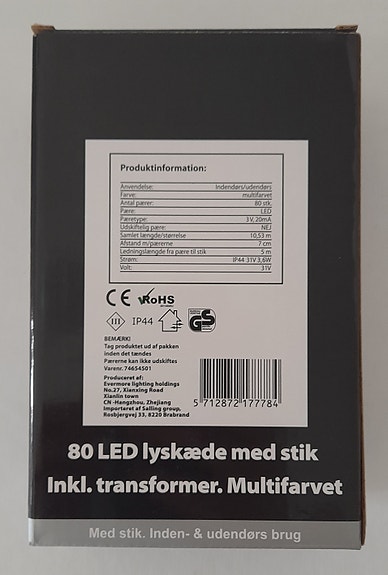 Produktinformation:
Anvendelse: Indendørs/udendørs
Farve: multifarvet
Antal pærer: 80 stk.
Pære: LED
Pæretype: 3V, 20mA
Udskiftelig pære: NEJ
Samlet længde/størrelse 10,53 m
Afstand m/pærerne 7 cm
Ledningslængde fra pære til stik 5 m
Strøm: IP44 31V 3,6W
Volt: 31V
CE RoHS
III IP44 GS
BEMÆRK!
Tag produktet ud af pakken
inden det tændes
Pærerne kan ikke udskiftes
Varenr. 74654501
Produceret af:
Evermore lighting holdings
No.27, Xianxing Road
Xianlin town
CN -Hangzhou, Zhejiang
Importeret af Salling group,
Rosbjergvej 33, 8220 Brabrand
5 712872 177784
80 LED lyskæde med stik
Inkl. transformer. Multifarvet
Med stik. Inden- & udendørs brug